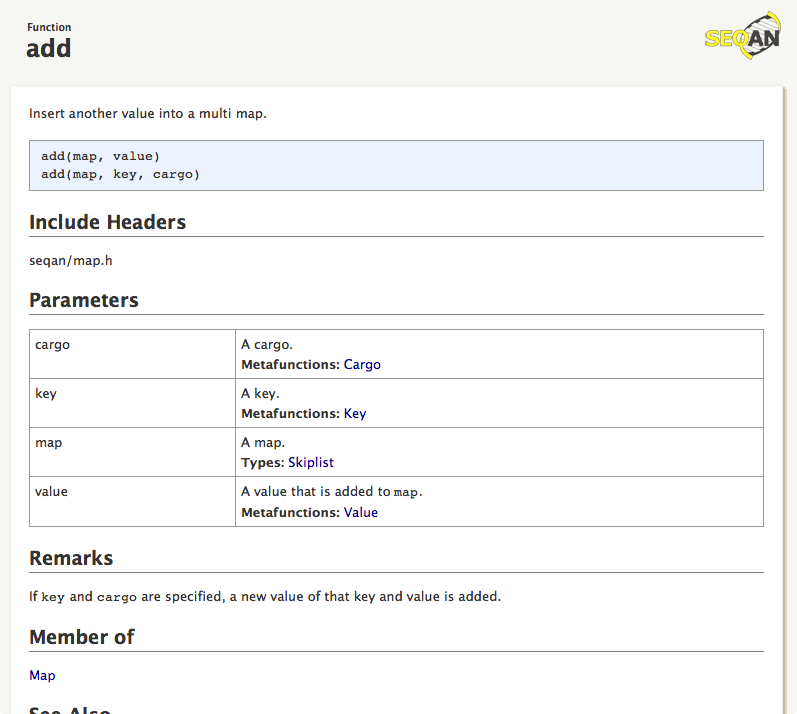 Function
add
SEQAN
Insert another value into a multi map.
add(map, value)
add(map, key, cargo)
Include Headers
seqan/map.h
Parameters
cargo
A cargo.
Metafunctions: Cargo
key
A key.
Metafunctions: Key
map
A map.
Types: Skiplist
value
A value that is added to map.
Metafunctions: Value
Remarks
If key and cargo are specified, a new value of that key and value is added.
Member of
Map
See Also